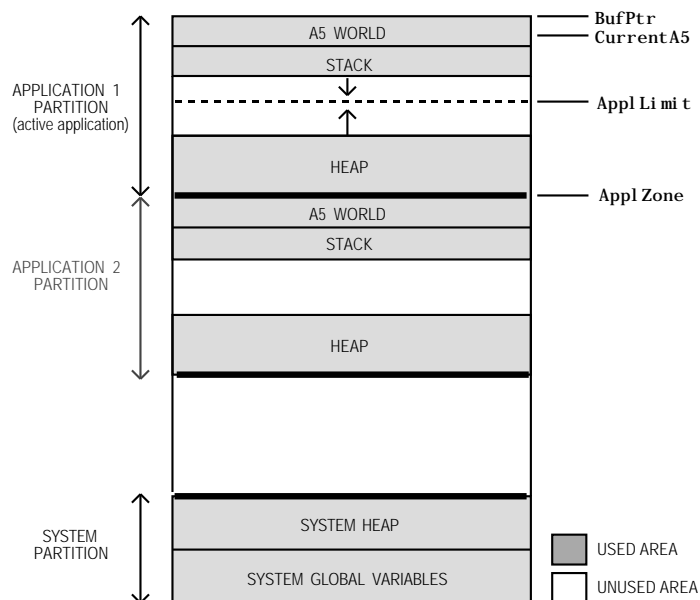 BufPtr
A5 WORLD
CurrentA5
STACK
APPLICATION 1
PARTITION
(active application)
ApplLimit
HEAP
ApplZone
A5 WORLD
STACK
APPLICATION 2
PARTITION
HEAP
SYSTEM HEAP
SYSTEM
PARTITION
USED AREA
SYSTEM GLOBAL VARIABLES
UNUSED AREA